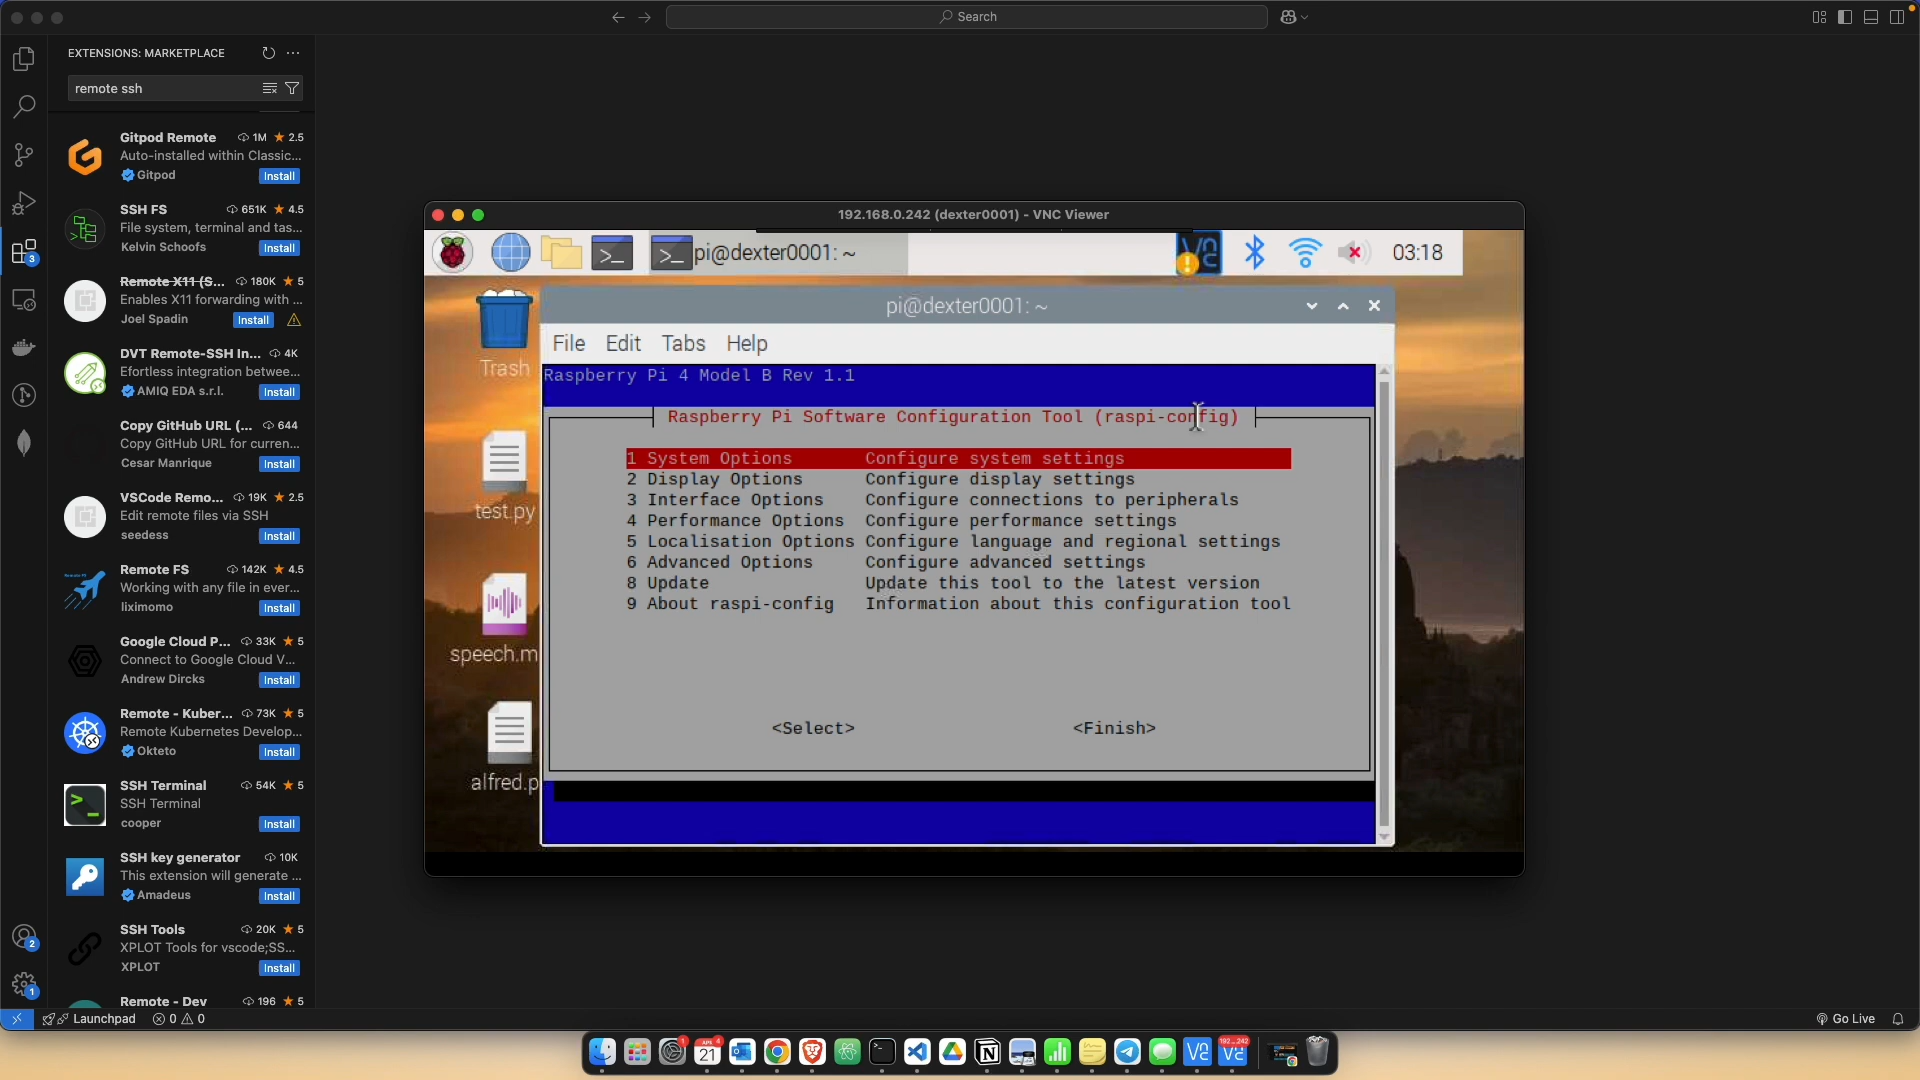 Search
EXTENSIONS: MARKETPLACE
remote ssh
Gitpod Remote 1M ★ 2.5
Auto-installed within Classic...
Gitpod Install
SSH FS 651K ★ 4.5
File system, terminal and tas...
Kelvin Schoofs Install
Remote X11 (S... 180K ★ 5
Enables X11 forwarding with ...
Joel Spadin Install
DVT Remote-SSH In... 4K
Effortless integration betwee...
AMIQ EDA s.r.l. Install
Copy GitHub URL (... 644
Copy GitHub URL for curren...
Cesar Manrique Install
VSCode Remo... 19K ★ 2.5
Edit remote files via SSH
seedess Install
Remote FS 142K ★ 4.5
Working with any file in ever...
liximomo Install
Google Cloud P... 33K ★ 5
Connect to Google Cloud V...
Andrew Dircks Install
Remote - Kuber... 73K ★ 5
Remote Kubernetes Develop...
Okteto Install
SSH Terminal 54K ★ 5
SSH Terminal
cooper Install
SSH key generator 10K
This extension will generate ...
Amadeus Install
SSH Tools 20K ★ 5
XPLOT Tools for vscode;SS...
XPLOT Install
Remote - Dev 196 ★ 5
3
2
1
Launchpad 0 0
Go Live
192.168.0.242 (dexter0001) - VNC Viewer
pi@dexter0001: ~
03:18
Trash
test.py
speech.m
alfred.p
pi@dexter0001: ~
File Edit Tabs Help
Raspberry Pi 4 Model B Rev 1.1
Raspberry Pi Software Configuration Tool (raspi-config)
1 System Options Configure system settings
2 Display Options Configure display settings
3 Interface Options Configure connections to peripherals
4 Performance Options Configure performance settings
5 Localisation Options Configure language and regional settings
6 Advanced Options Configure advanced settings
8 Update Update this tool to the latest version
9 About raspi-config Information about this configuration tool
<Select> <Finish>
21